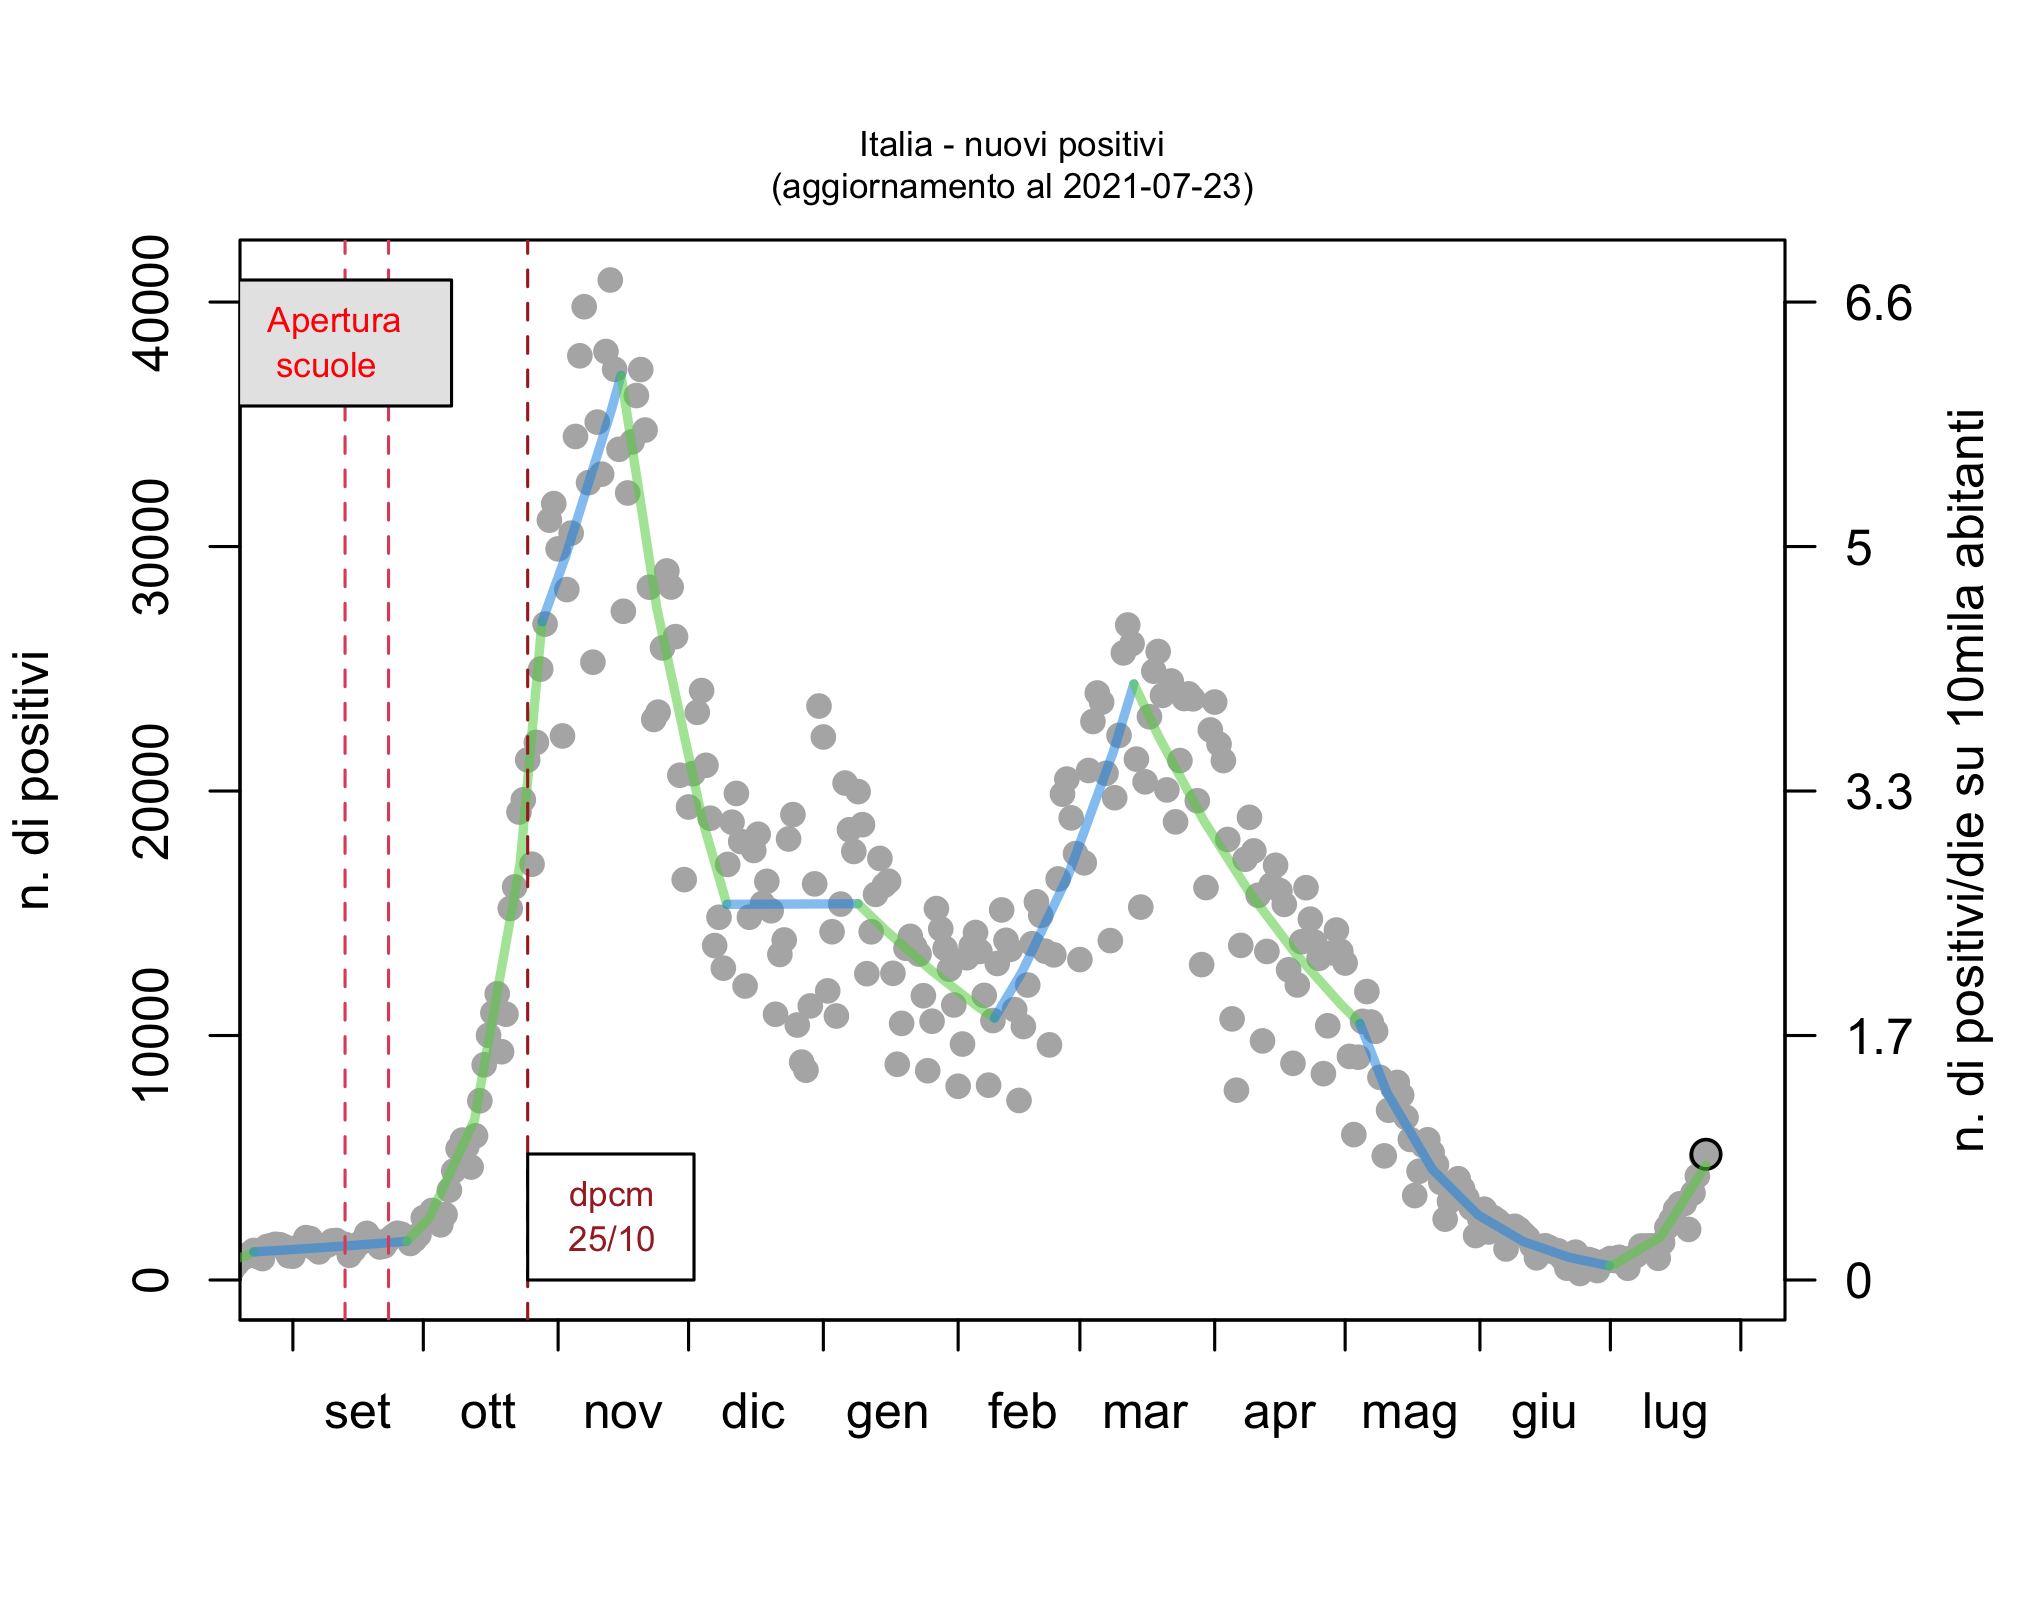 Italia - nuovi positivi
(aggiornamento al 2021-07-23)
n. di positivi
40000
30000
20000
10000
0
Apertura
scuole
dpcm
25/10
6.6
5
3.3
1.7
0
n. di positivi/die su 10mila abitanti
set ott nov dic gen feb mar apr mag giu lug